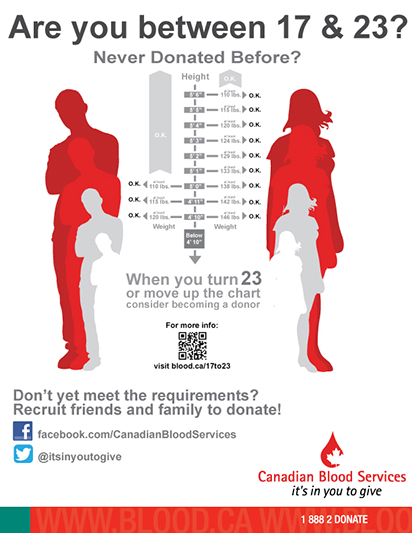 Are you between 17 & 23?
Never Donated Before?
Height
O.K.
O.K.
5'6" at least 110 lbs. O.K.
5'5" at least 115 lbs. O.K.
5'4" at least 120 lbs. O.K.
5'3" at least 124 lbs. O.K.
5'2" at least 129 lbs. O.K.
5'1" at least 133 lbs. O.K.
O.K. at least 110 lbs. 5'0" at least 138 lbs. O.K.
O.K. at least 115 lbs. 4'11" at least 142 lbs. O.K.
O.K. at least 120 lbs. 4'10" at least 146 lbs. O.K.
Weight Weight
Below
4' 10"
When you turn 23
or move up the chart
consider becoming a donor
For more info:
visit blood.ca/17to23
Don't yet meet the requirements?
Recruit friends and family to donate!
facebook.com/CanadianBloodServices
@itsinyoutogive
Canadian Blood Services
it's in you to give
WWW.BLOOD.CA WWW.BLOO
1 888 2 DONATE